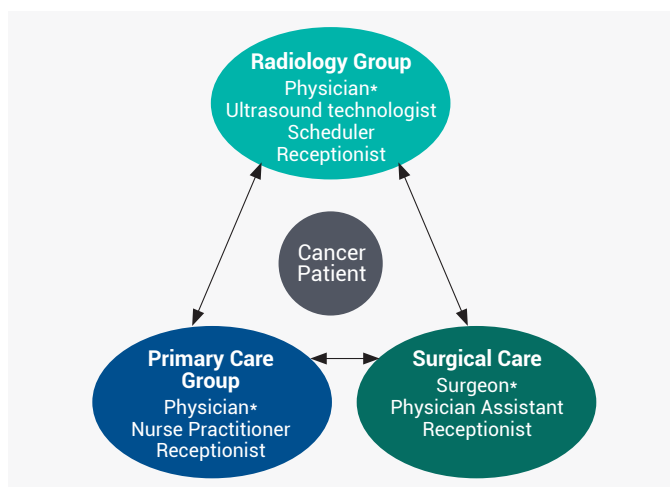 Radiology Group
Physician*
Ultrasound technologist
Scheduler
Receptionist
Cancer
Patient
Primary Care
Group
Physician*
Nurse Practitioner
Receptionist
Surgical Care
Surgeon*
Physician Assistant
Receptionist